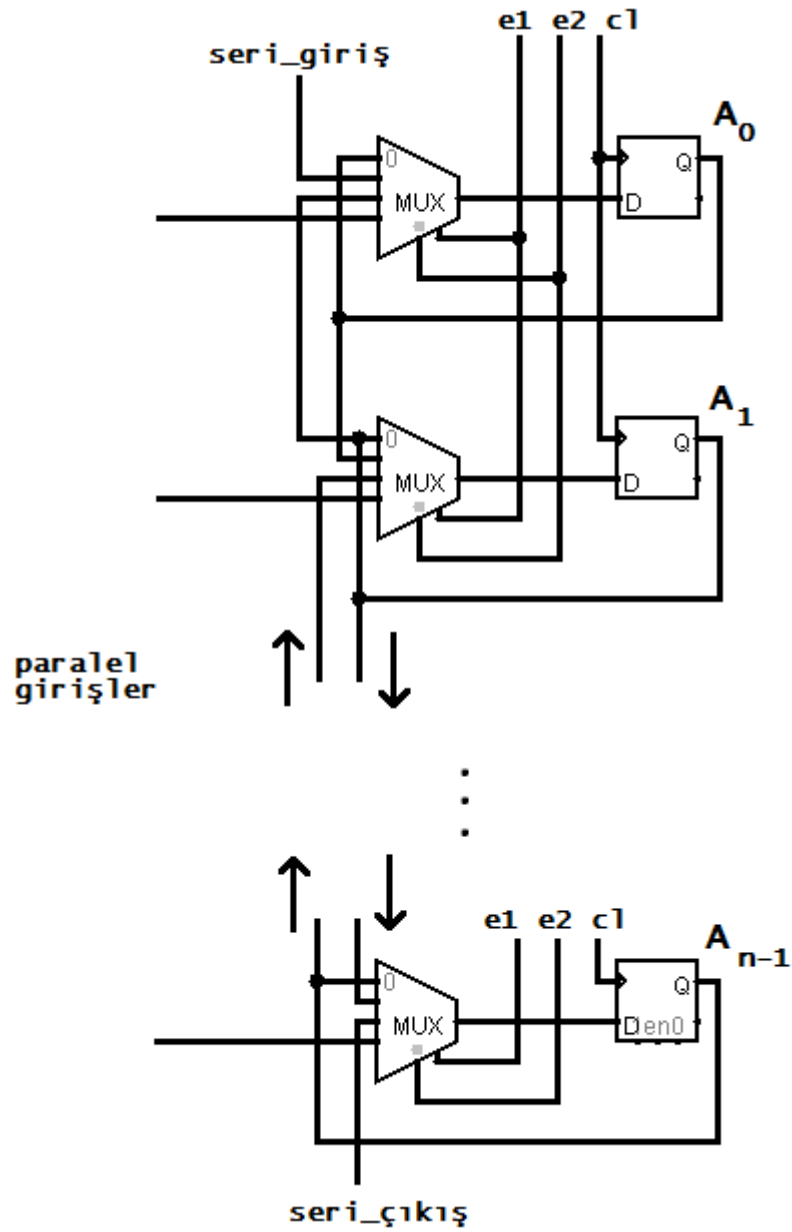 e1 e2 cl
seri_giriş
A0
0
Q
MUX
D
A1
0
Q
MUX
D
paralel
girişler
e1 e2 cl
A n-1
0
Q
MUX
D en0
seri_çıkış